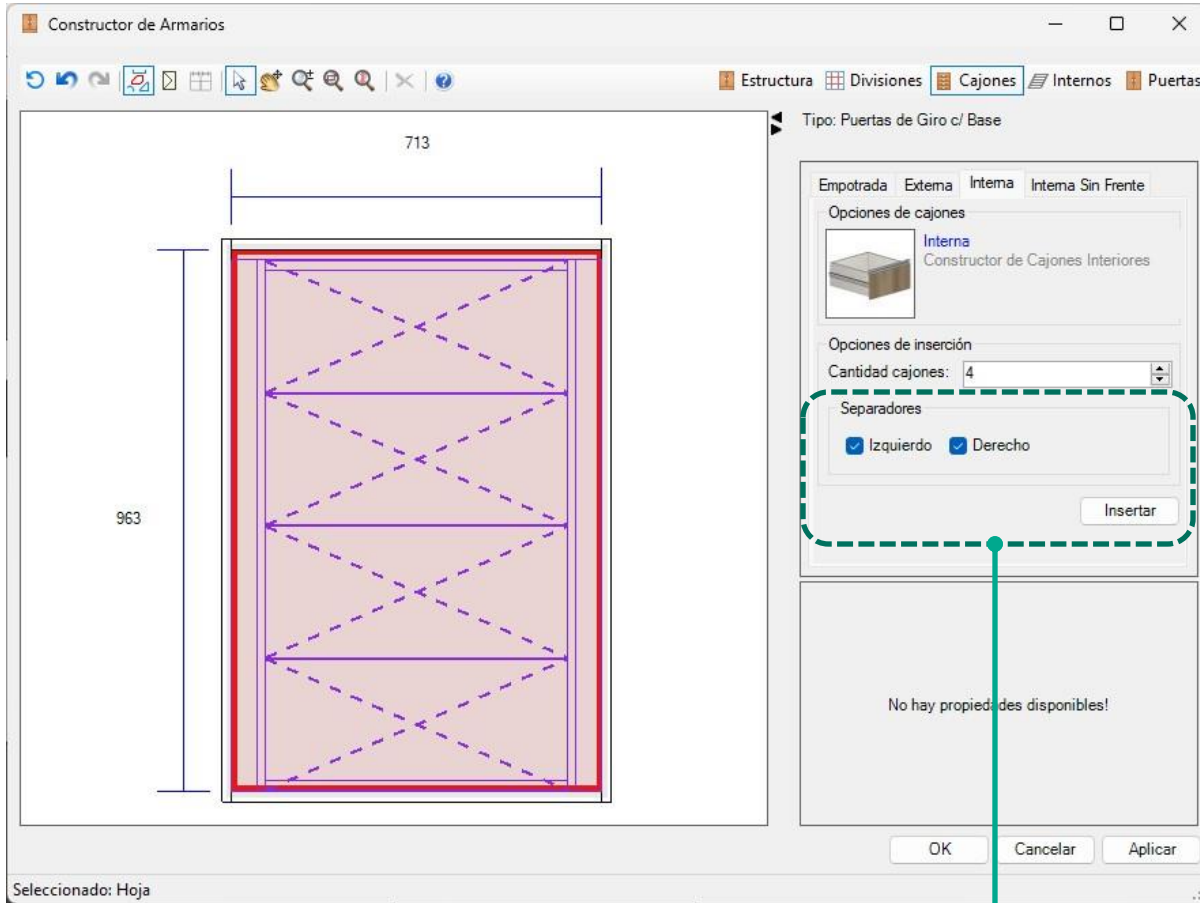 Constructor de Armarios
Estructura Divisiones Cajones Internos Puertas
Tipo: Puertas de Giro c/ Base
713
963
Empotrada Externa Interna Interna Sin Frente
Opciones de cajones
Interna
Constructor de Cajones Interiores
Opciones de inserción
Cantidad cajones: 4
Separadores
Izquierdo Derecho
Insertar
No hay propiedades disponibles!
OK Cancelar Aplicar
Seleccionado: Hoja